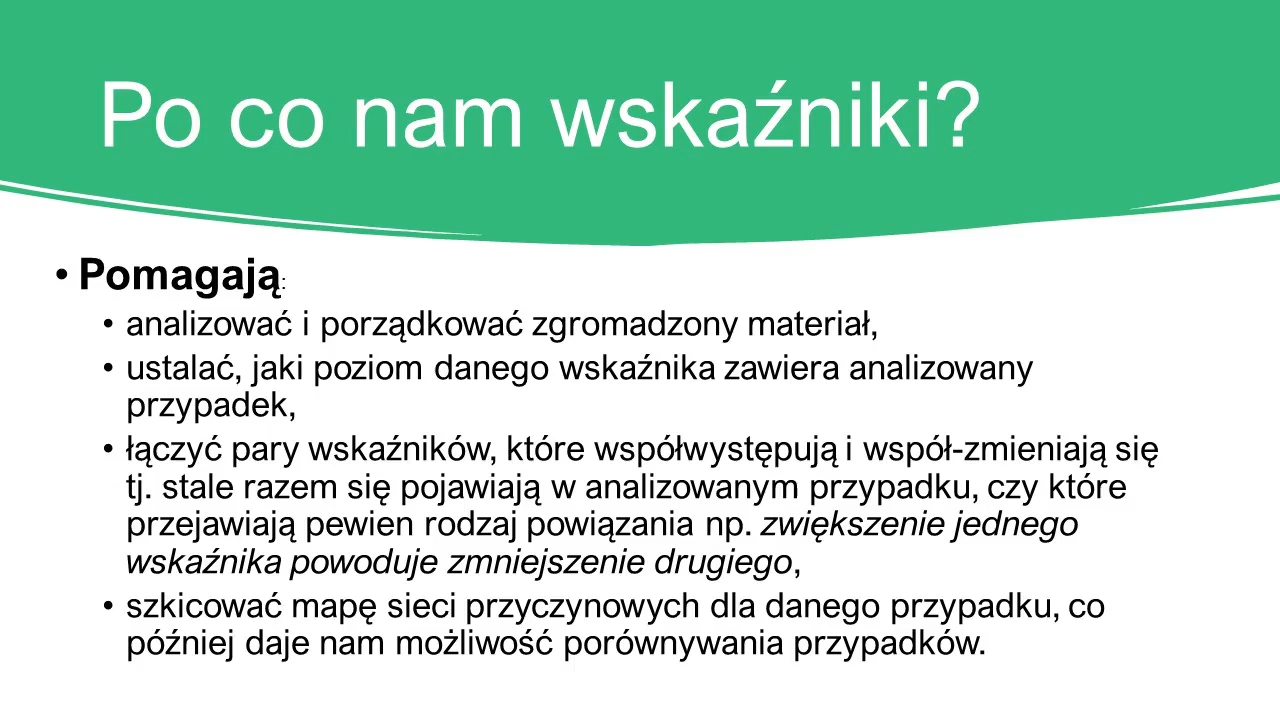 Po co nam wskaźniki?
• Pomagają:
• analizować i porządkować zgromadzony materiał,
• ustalać, jaki poziom danego wskaźnika zawiera analizowany
przypadek,
• łączyć pary wskaźników, które współwystępują i współ-zmieniają się
tj. stale razem się pojawiają w analizowanym przypadku, czy które
przejawiają pewien rodzaj powiązania np. zwiększenie jednego
wskaźnika powoduje zmniejszenie drugiego,
• szkicować mapę sieci przyczynowych dla danego przypadku, co
później daje nam możliwość porównywania przypadków.